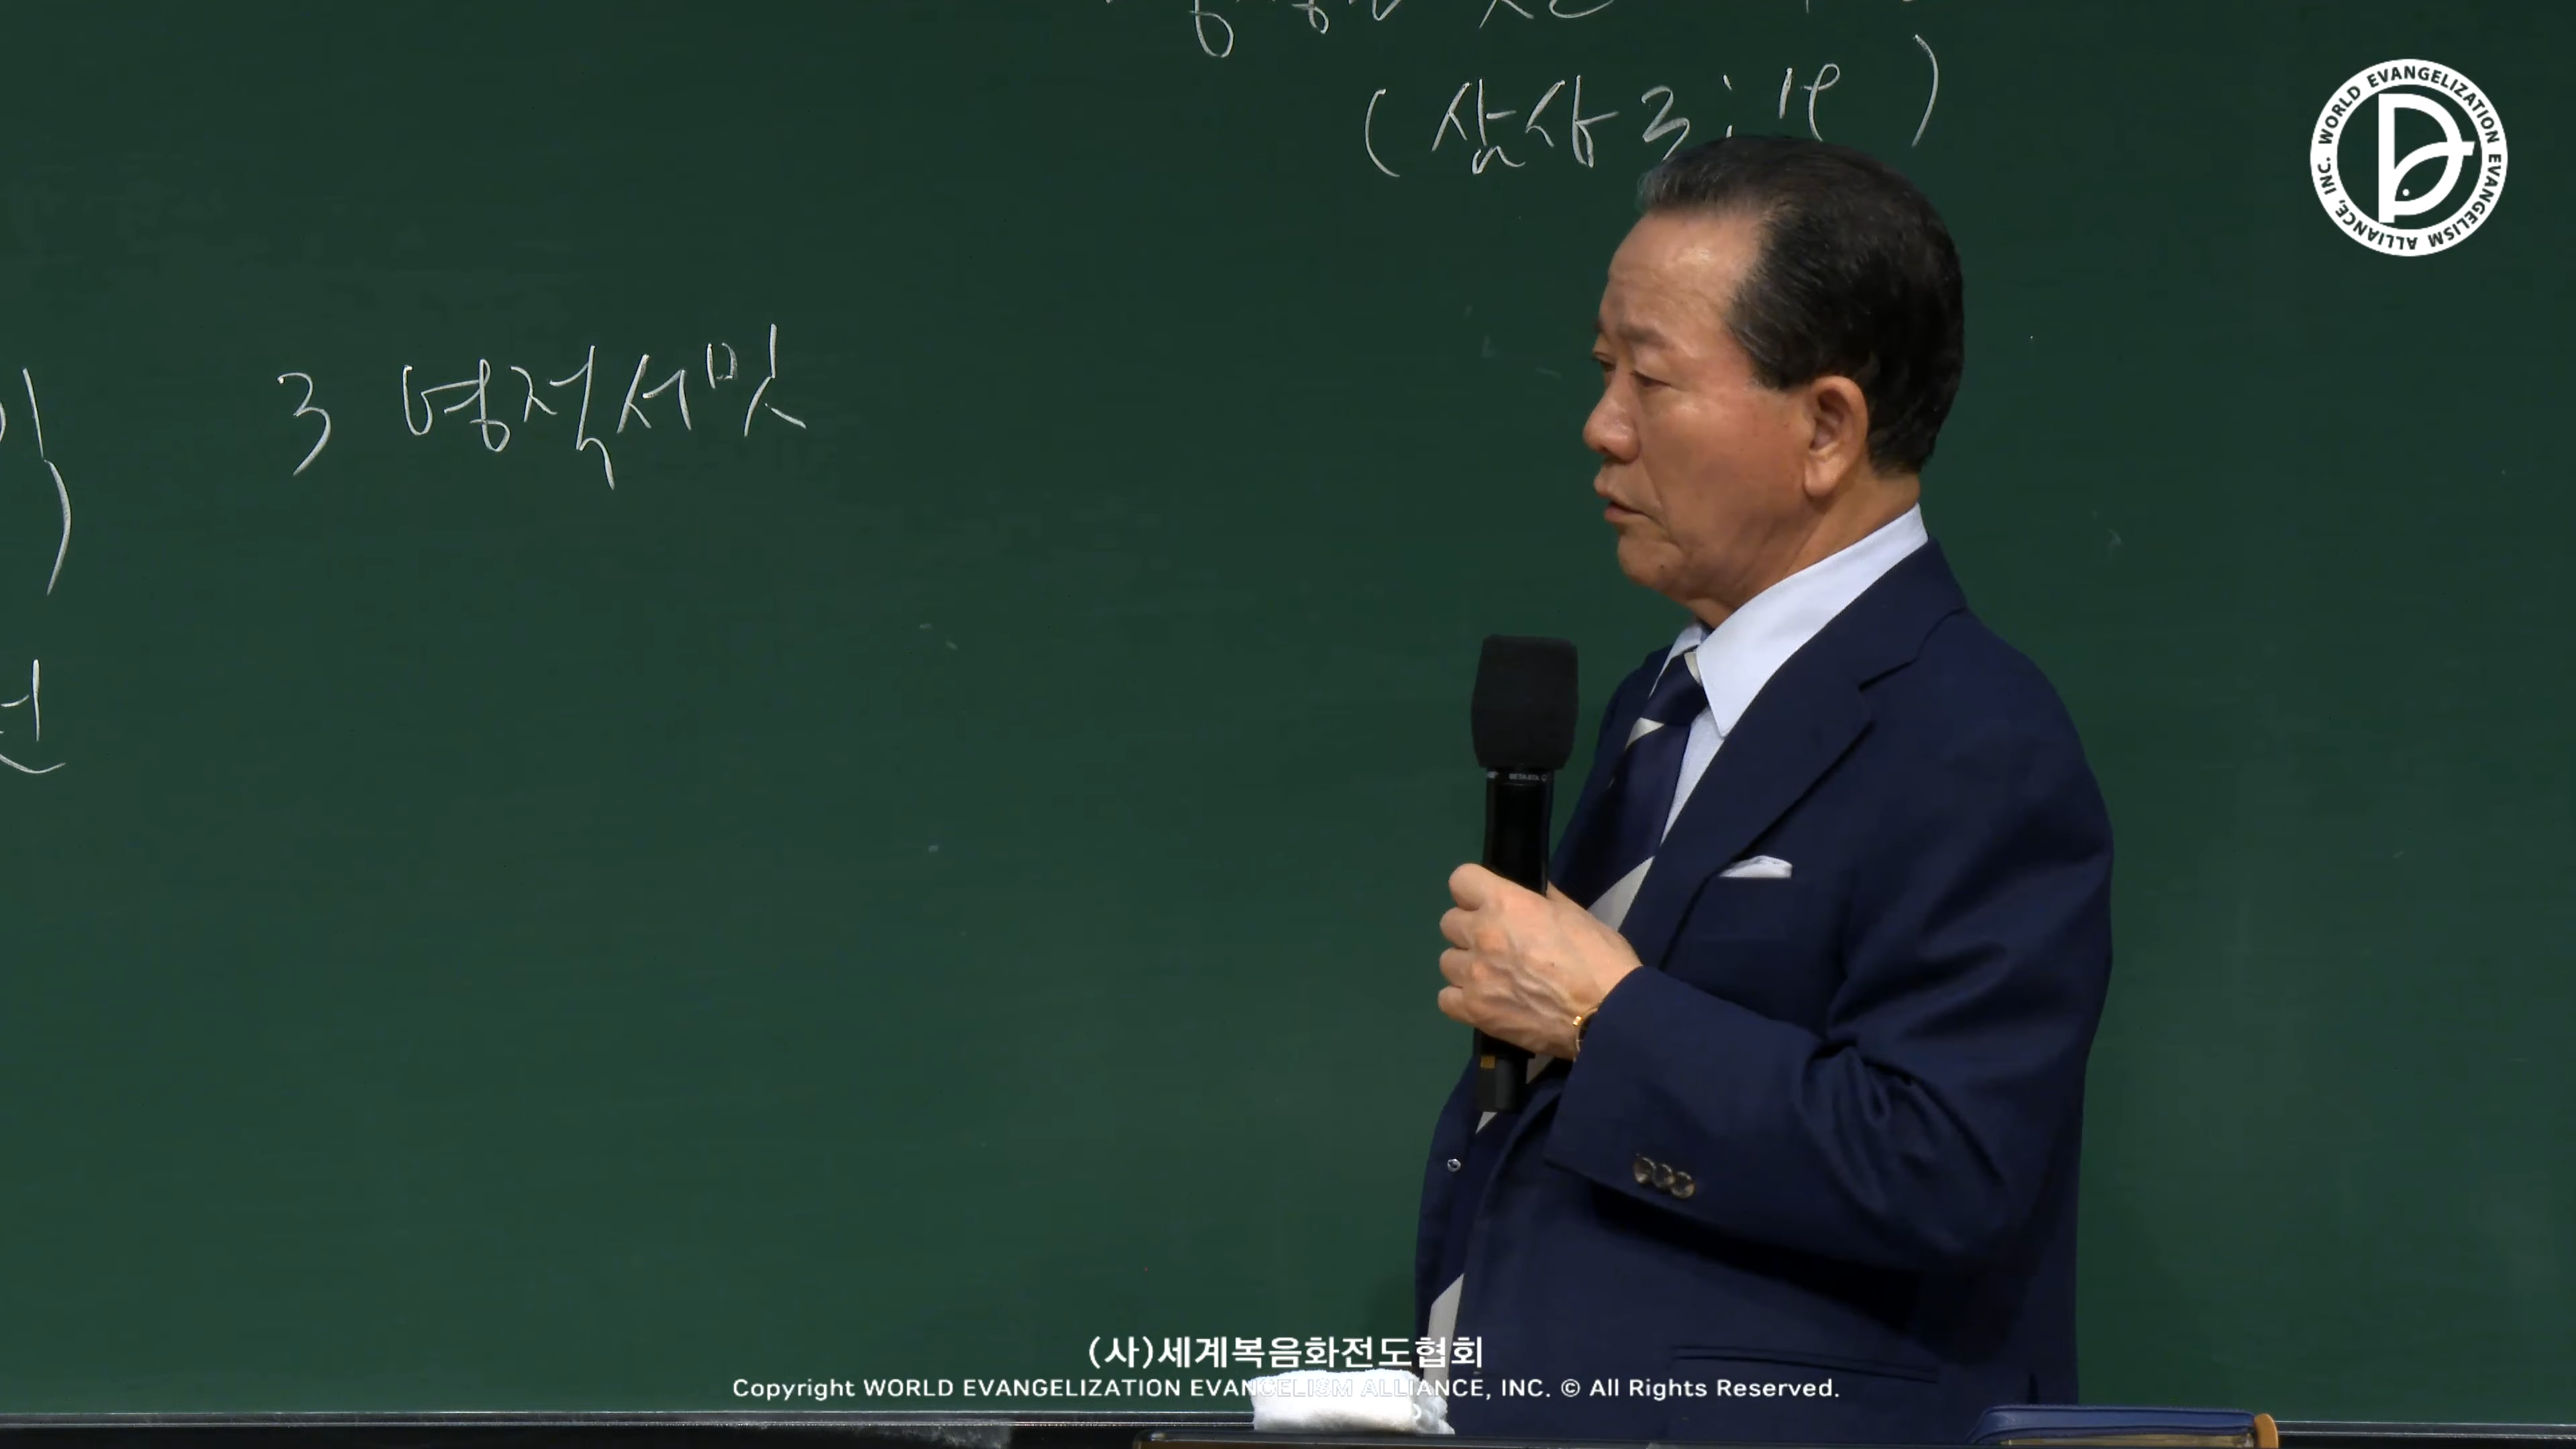 (삼상3:19)
3 영적서밋
WORLD EVANGELIZATION EVANGELISM ALLIANCE, INC.
(사)세계복음화전도협회
Copyright WORLD EVANGELIZATION EVANGELISM ALLIANCE, INC. © All Rights Reserved.